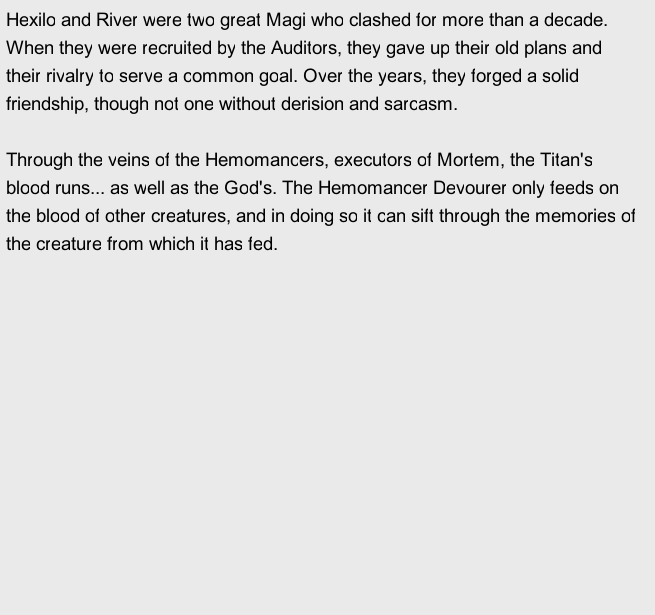 Hexilo and River were two great Magi who clashed for more than a decade.
When they were recruited by the Auditors, they gave up their old plans and
their rivalry to serve a common goal. Over the years, they forged a solid
friendship, though not one without derision and sarcasm.

Through the veins of the Hemomancers, executors of Mortem, the Titan's
blood runs... as well as the God's. The Hemomancer Devourer only feeds on
the blood of other creatures, and in doing so it can sift through the memories of
the creature from which it has fed.